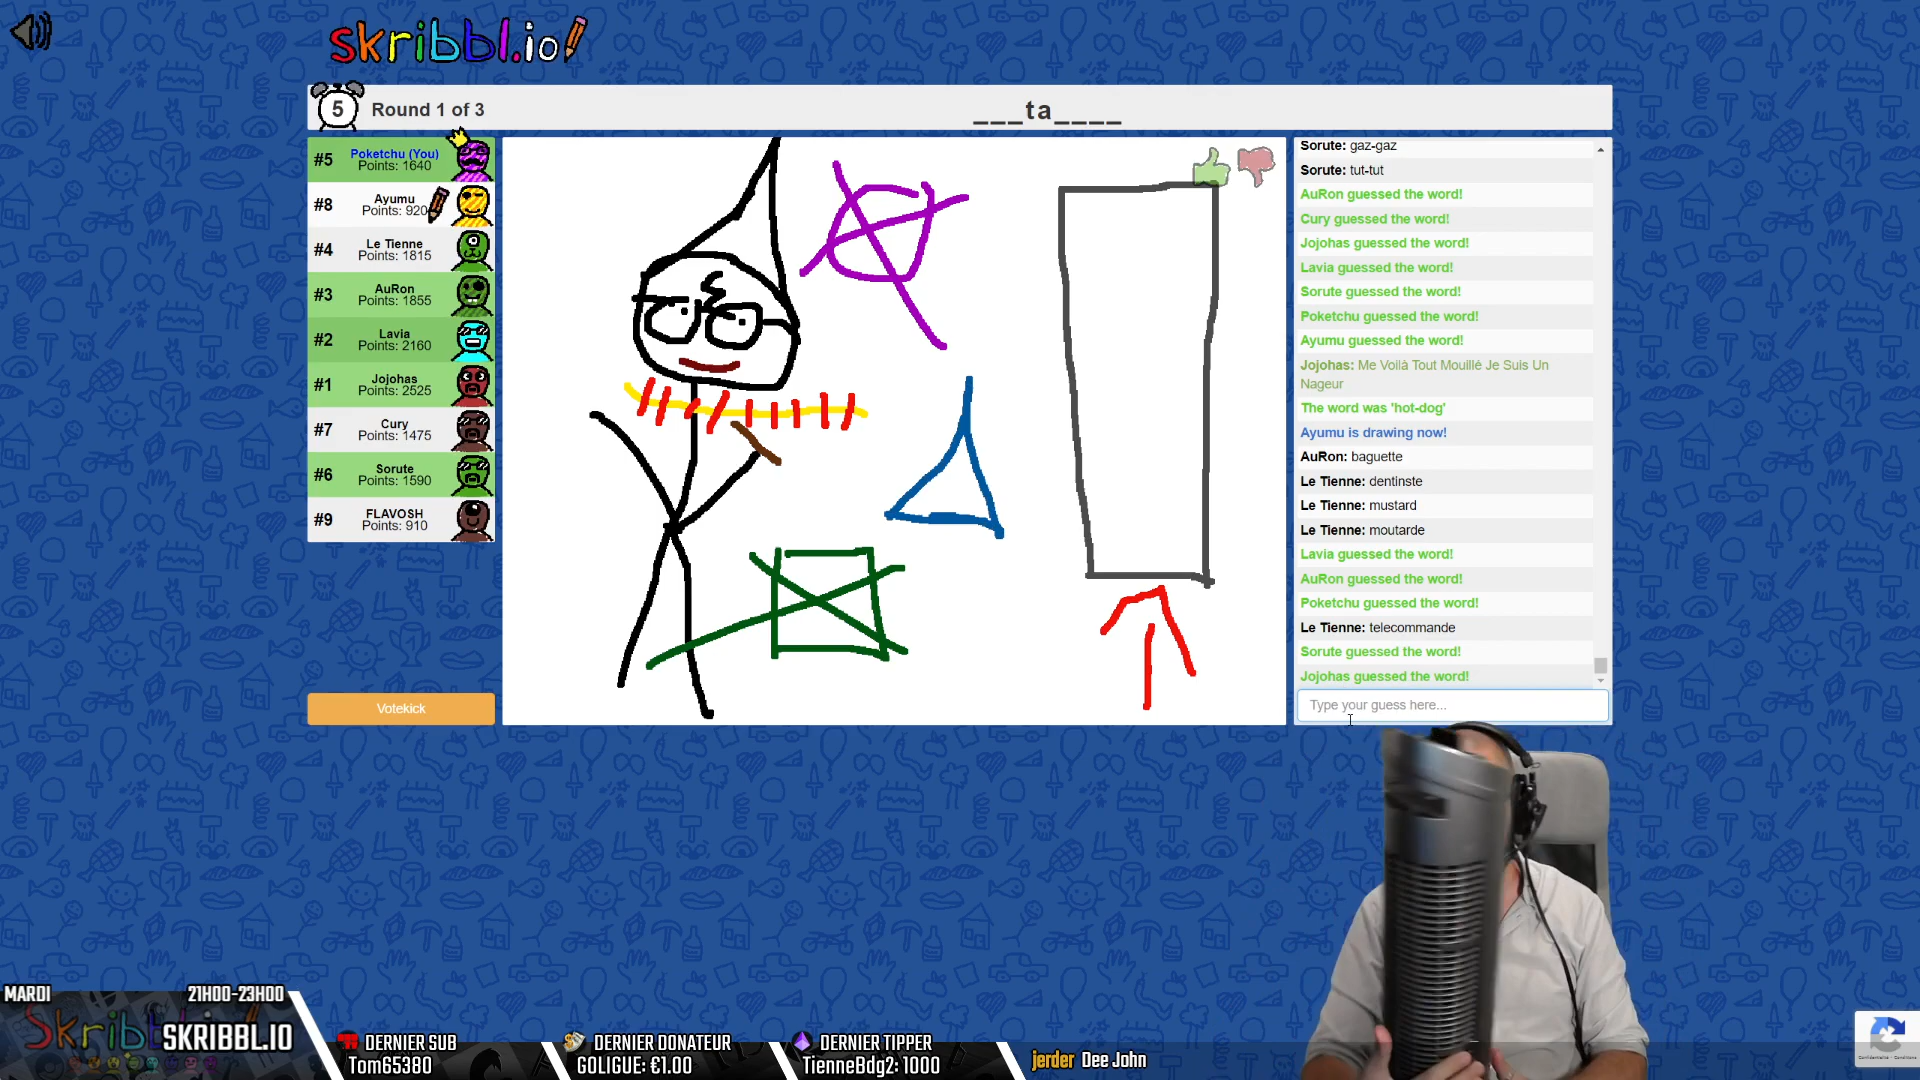 skribbl.io
5
Round 1 of 3
___ta____
#5 Poketchu (You)
Points: 1640
#8 Ayumu
Points: 920
#4 Le Tienne
Points: 1815
#3 AuRon
Points: 1855
#2 Lavia
Points: 2160
#1 Jojohas
Points: 2525
#7 Cury
Points: 1475
#6 Sorute
Points: 1590
#9 FLAVOSH
Points: 910
Votekick
Sorute: gaz-gaz
Sorute: tut-tut
AuRon guessed the word!
Cury guessed the word!
Jojohas guessed the word!
Lavia guessed the word!
Sorute guessed the word!
Poketchu guessed the word!
Ayumu guessed the word!
Jojohas: Me Voilà Tout Mouillé Je Suis Un
Nageur
The word was 'hot-dog'
Ayumu is drawing now!
AuRon: baguette
Le Tienne: dentinste
Le Tienne: mustard
Le Tienne: moutarde
Lavia guessed the word!
AuRon guessed the word!
Poketchu guessed the word!
Le Tienne: telecommande
Sorute guessed the word!
Jojohas guessed the word!
Type your guess here...
MARDI 21H00-23H00
SKRIBBL.IO
DERNIER SUB
Tom65380
DERNIER DONATEUR
GOLIGUE: €1.00
DERNIER TIPPER
TienneBdg2: 1000
jerder Dee John